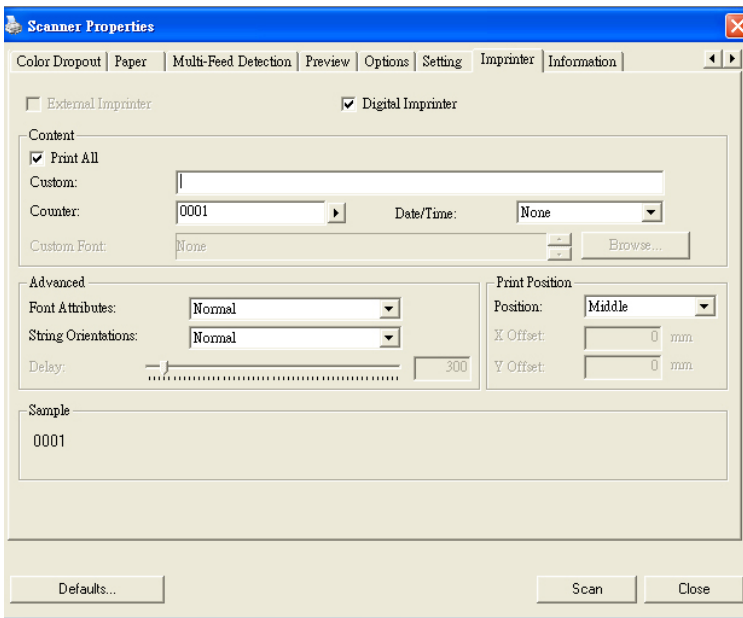 Scanner Properties
Color Dropout Paper Multi-Feed Detection Preview Options Setting Imprinter Information
External Imprinter Digital Imprinter
Content
Print All
Custom:
Counter: 0001 Date/Time: None
Custom Font: None Browse...
Advanced Print Position
Font Attributes: Normal Position: Middle
String Orientations: Normal X Offset: 0 mm
Delay: 300 Y Offset: 0 mm
Sample
0001
Defaults... Scan Close